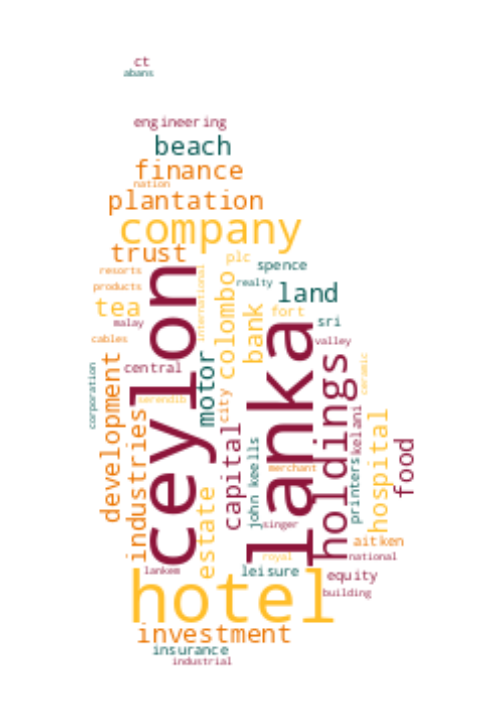 ct
abans
engineering
beach
finance
nation
plantation
company
trust
plc
spence
resorts
realty
products
land
tea
fort
malay
sri
cables
valley
central
ceylon
international
colombo
bank
lanka
motor
serendib
city
corporation
development
industries
capital
holdings
ceramic
kelani
hospital
food
john keells
merchant
printers
singer
estate
aitken
royal
national
lankem
leisure
equity
hotel
building
investment
insurance
industrial